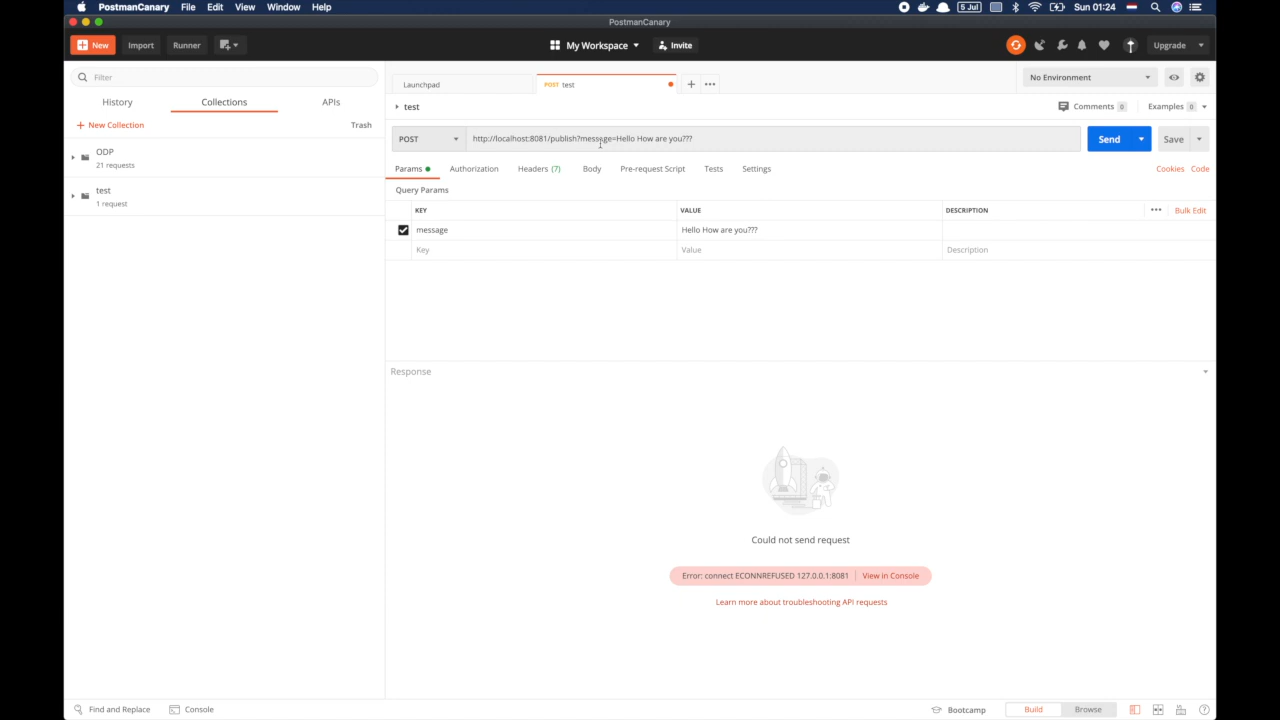 PostmanCanary File Edit View Window Help 5 Jul Sun 01:24
PostmanCanary
New Import Runner My Workspace Invite Upgrade
Filter
History Collections APIs
+ New Collection Trash
ODP
21 requests
test
1 request
Launchpad POST test + ••• No Environment
test Comments 0 Examples 0
POST http://localhost:8081/publish?message=Hello How are you??? Send Save
Params Authorization Headers (7) Body Pre-request Script Tests Settings Cookies Code
Query Params
KEY VALUE DESCRIPTION ••• Bulk Edit
message Hello How are you???
Key Value Description
Response
Could not send request
Error: connect ECONNREFUSED 127.0.0.1:8081 View in Console
Learn more about troubleshooting API requests
Find and Replace Console Bootcamp Build Browse